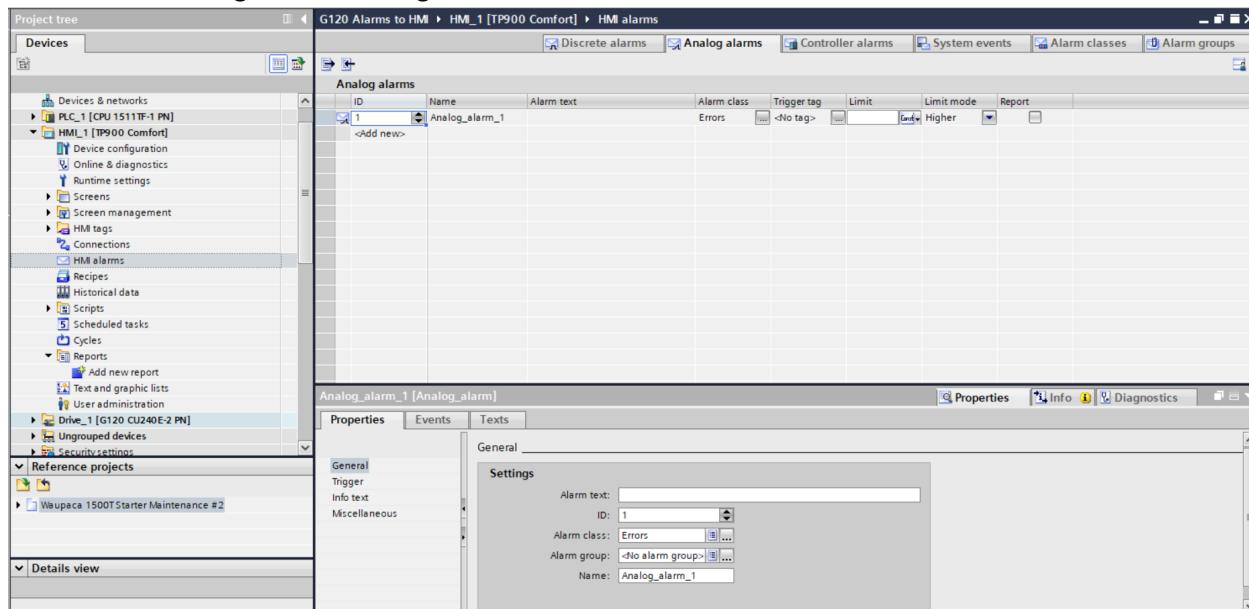 Project tree
G120 Alarms to HMI ▸ HMI_1 [TP900 Comfort] ▸ HMI alarms
Devices
Discrete alarms
Analog alarms
Controller alarms
System events
Alarm classes
Alarm groups
Analog alarms
ID Name Alarm text Alarm class Trigger tag Limit Limit mode Report
1 Analog_alarm_1 Errors ... <No tag> ... Const Higher
<Add new>
Devices & networks
PLC_1 [CPU 1511TF-1 PN]
HMI_1 [TP900 Comfort]
Device configuration
Online & diagnostics
Runtime settings
Screens
Screen management
HMI tags
Connections
HMI alarms
Recipes
Historical data
Scripts
Scheduled tasks
Cycles
Reports
Add new report
Text and graphic lists
User administration
Drive_1 [G120 CU240E-2 PN]
Ungrouped devices
Security settings
Reference projects
Waupaca 1500T Starter Maintenance #2
Details view
Analog_alarm_1 [Analog_alarm]
Properties
Info
Diagnostics
Properties Events Texts
General
Trigger
Info text
Miscellaneous
General
Settings
Alarm text:
ID: 1
Alarm class: Errors ...
Alarm group: <No alarm group> ...
Name: Analog_alarm_1